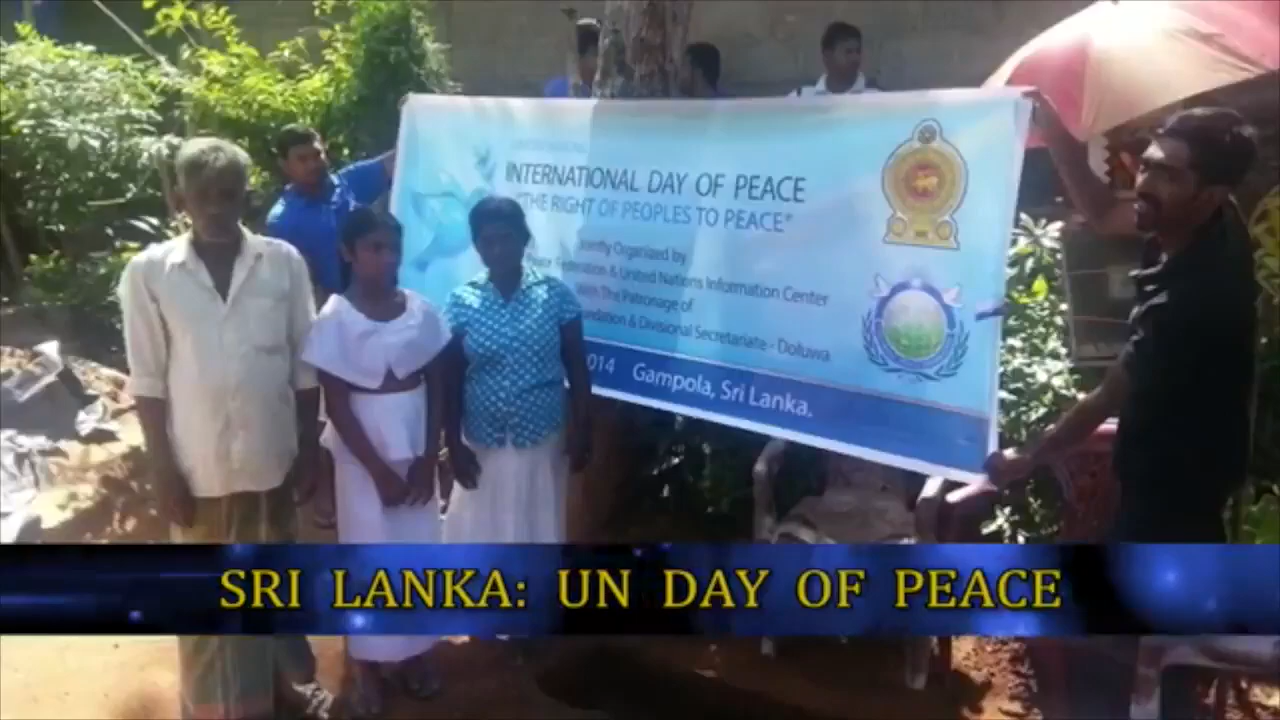 INTERNATIONAL DAY OF PEACE
"THE RIGHT OF PEOPLES TO PEACE"
Jointly Organized by
Federation & United Nations Information Center
With The Patronage of
& Divisional Secretariate - Doluwa
2014 Gampola, Sri Lanka.
SRI LANKA: UN DAY OF PEACE